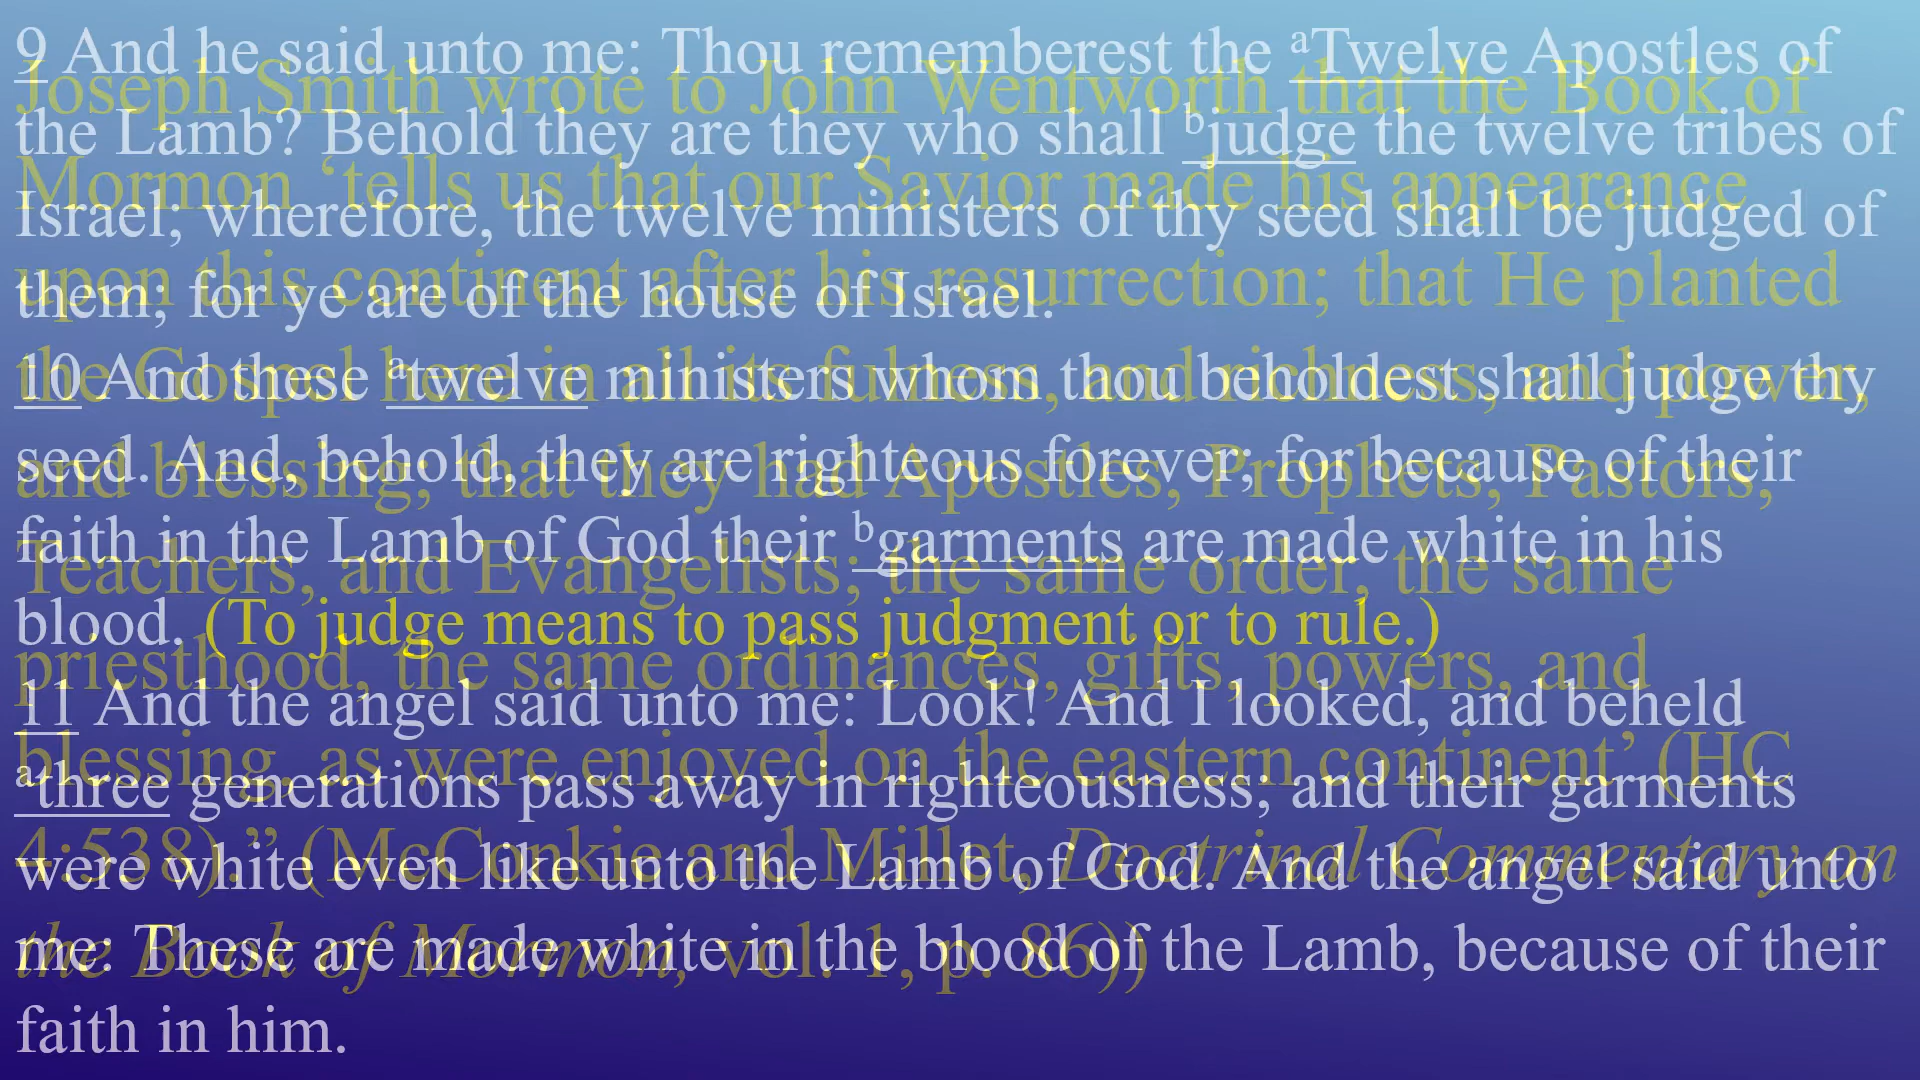 9 And he said unto me: Thou rememberest the aTwelve Apostles of
the Lamb? Behold they are they who shall bjudge the twelve tribes of
Israel; wherefore, the twelve ministers of thy seed shall be judged of
them; for ye are of the house of Israel.
10 And these atwelve ministers whom thou beholdest shall judge thy
seed. And, behold, they are righteous forever; for because of their
faith in the Lamb of God their bgarments are made white in his
blood. (To judge means to pass judgment or to rule.)
11 And the angel said unto me: Look! And I looked, and beheld
athree generations pass away in righteousness; and their garments
were white even like unto the Lamb of God. And the angel said unto
me: These are made white in the blood of the Lamb, because of their
faith in him.
Joseph Smith wrote to John Wentworth that the Book of
Mormon ‘tells us that our Savior made his appearance
upon this continent after his resurrection; that He planted
the Gospel here in all its fulness, and richness, and power,
and blessing; that they had Apostles, Prophets, Pastors,
Teachers, and Evangelists; the same order, the same
priesthood, the same ordinances, gifts, powers, and
blessing, as were enjoyed on the eastern continent’ (HC
4:538).” (McConkie and Millet, Doctrinal Commentary on
the Book of Mormon, vol. 1, p. 86))